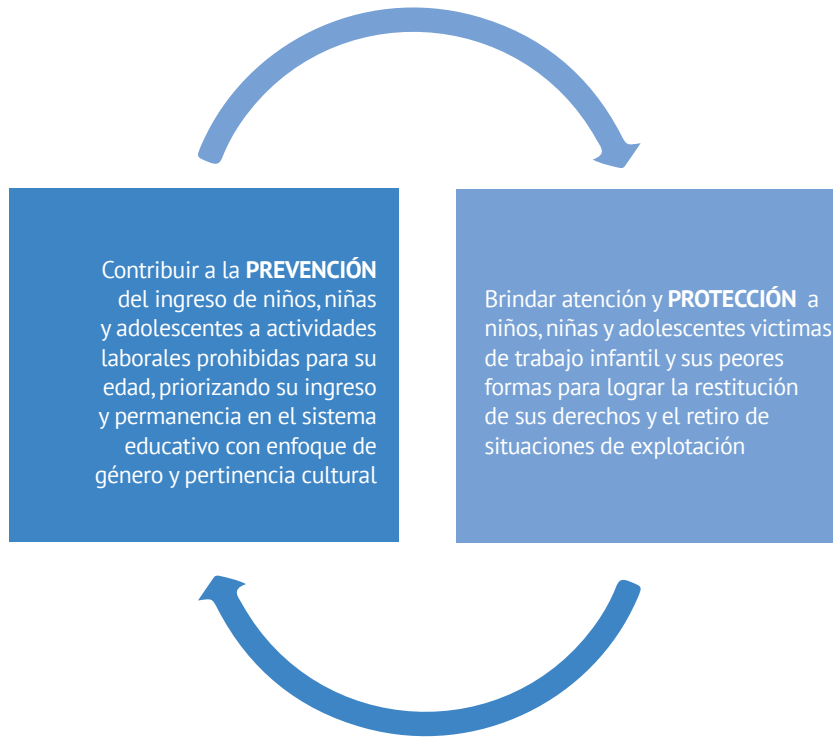 Contribuir a la PREVENCIÓN
del ingreso de niños, niñas
y adolescentes a actividades
laborales prohibidas para su
edad, priorizando su ingreso
y permanencia en el sistema
educativo con enfoque de
género y pertinencia cultural
Brindar atención y PROTECCIÓN a
niños, niñas y adolescentes victimas
de trabajo infantil y sus peores
formas para lograr la restitución
de sus derechos y el retiro de
situaciones de explotación